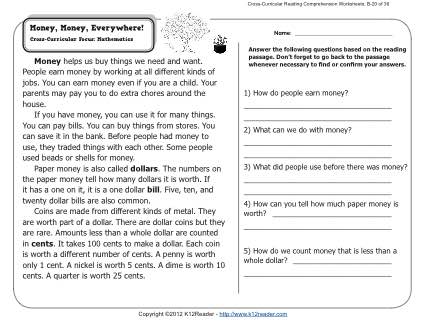 Cross-Curricular Reading Comprehension Worksheets: B-20 of 36
Money, Money, Everywhere!
Cross-Curricular Focus: Mathematics
Money helps us buy things we need and want.
People earn money by working at all different kinds of
jobs. You can earn money even if you are a child. Your
parents may pay you to do extra chores around the
house.
If you have money, you can use it for many things.
You can pay bills. You can buy things from stores. You
can save it in the bank. Before people had money to
use, they traded things with each other. Some people
used beads or shells for money.
Paper money is also called dollars. The numbers on
the paper money tell how many dollars it is worth. If
it has a one on it, it is a one dollar bill. Five, ten, and
twenty dollar bills are also common.
Coins are made from different kinds of metal. They
are worth part of a dollar. There are dollar coins but they
are rare. Amounts less than a whole dollar are counted
in cents. It takes 100 cents to make a dollar. Each coin
is worth a different number of cents. A penny is worth
only 1 cent. A nickel is worth 5 cents. A dime is worth 10
cents. A quarter is worth 25 cents.
Name:
Answer the following questions based on the reading
passage. Don't forget to go back to the passage
whenever necessary to find or confirm your answers.
1) How do people earn money?
2) What can we do with money?
3) What did people use before there was money?
4) How can you tell how much paper money is
worth?
5) How do we count money that is less than a
whole dollar?
Copyright ©2012 K12Reader - http://www.k12reader.com